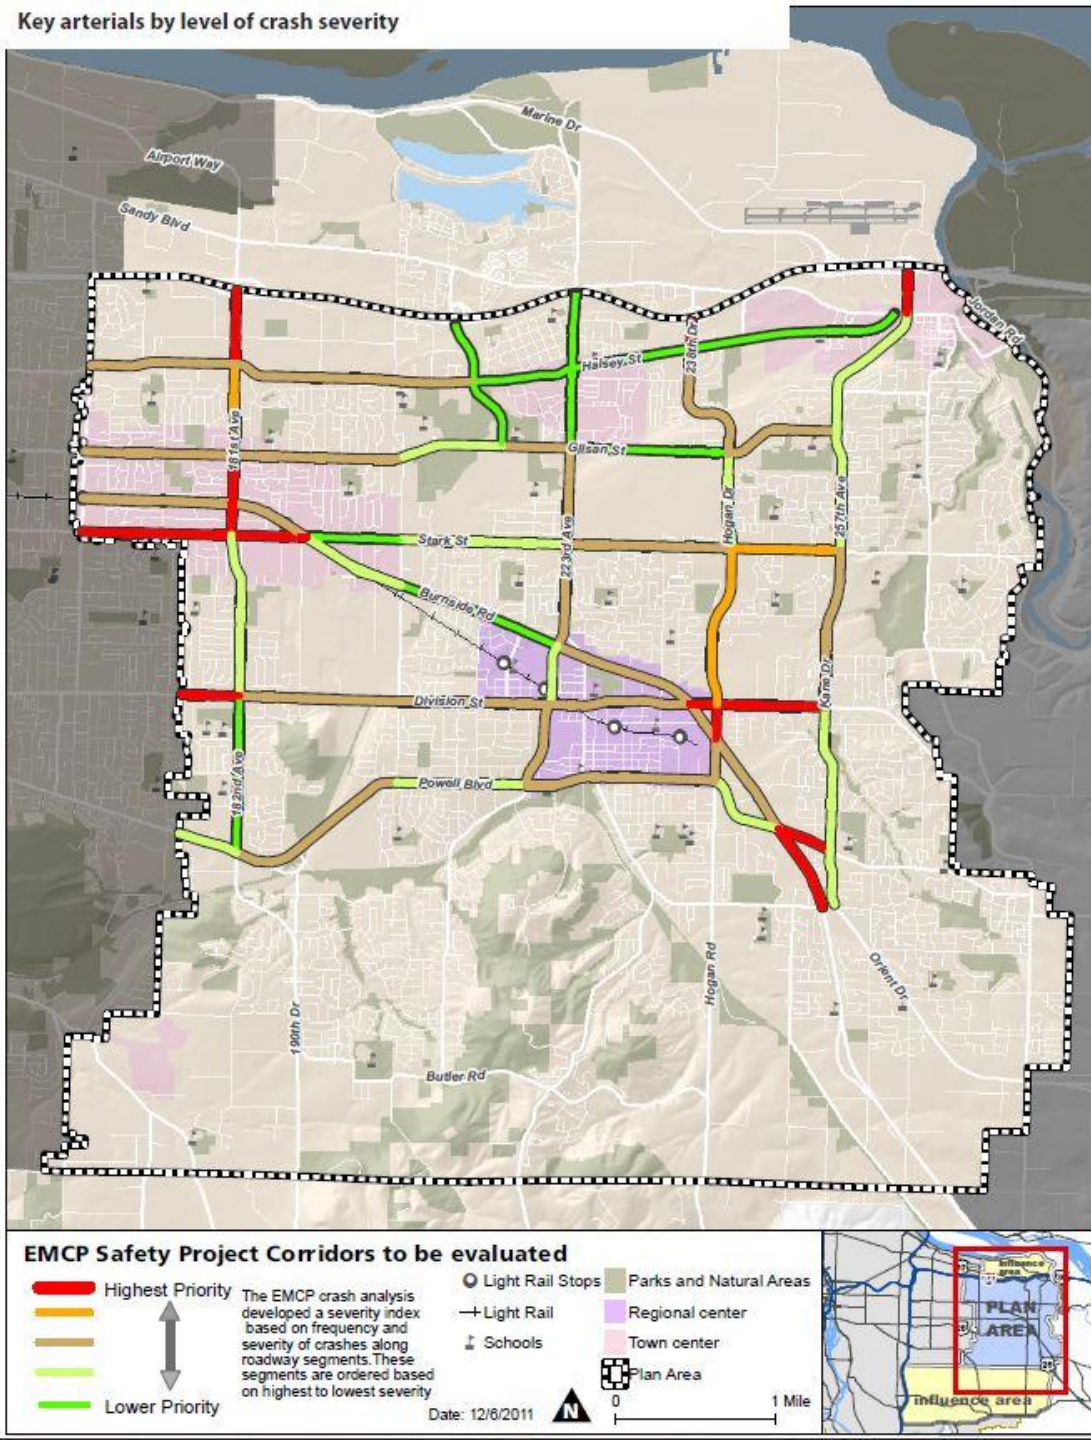 Key arterials by level of crash severity
Marine Dr
Airport Way
Sandy Blvd
Jordan Rd
238th Dr
Halsey St
181st Ave
Glisan St
257th Ave
Hogan Dr
223rd Ave
Stark St
Burnside Rd
Kane Dr
Division St
182nd Ave
Powell Blvd
Hogan Rd
Orient Dr
190th Dr
Butler Rd
EMCP Safety Project Corridors to be evaluated
Highest Priority
Lower Priority
The EMCP crash analysis
developed a severity index
based on frequency and
severity of crashes along
roadway segments.These
segments are ordered based
on highest to lowest severity
Date: 12/6/2011
Light Rail Stops
Light Rail
Schools
Parks and Natural Areas
Regional center
Town center
Plan Area
N
0
1 Mile
influence
area
PLAN
AREA
26
influence area